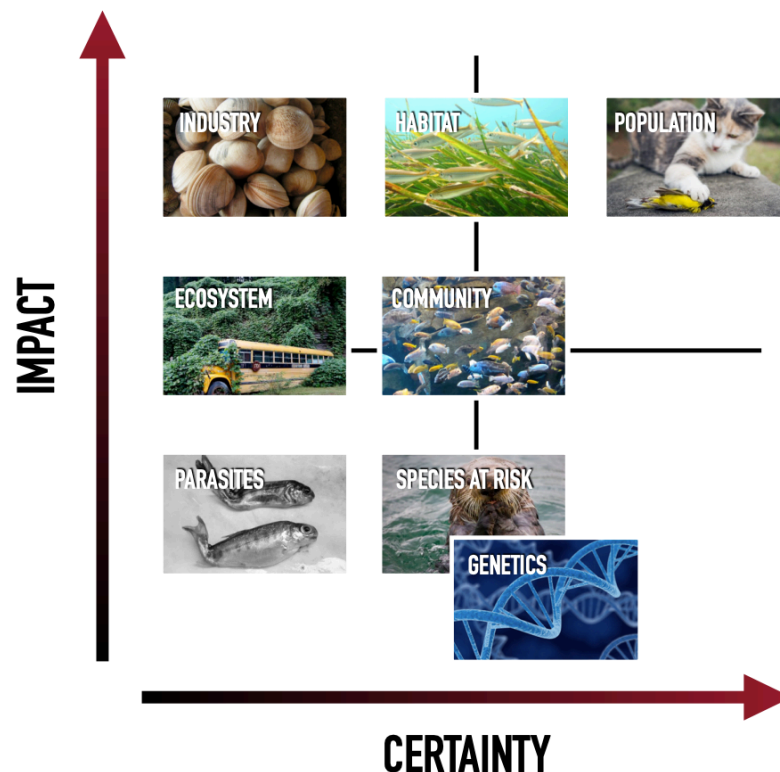 INDUSTRY
HABITAT
POPULATION
IMPACT
ECOSYSTEM
COMMUNITY
PARASITES
SPECIES AT RISK
GENETICS
CERTAINTY